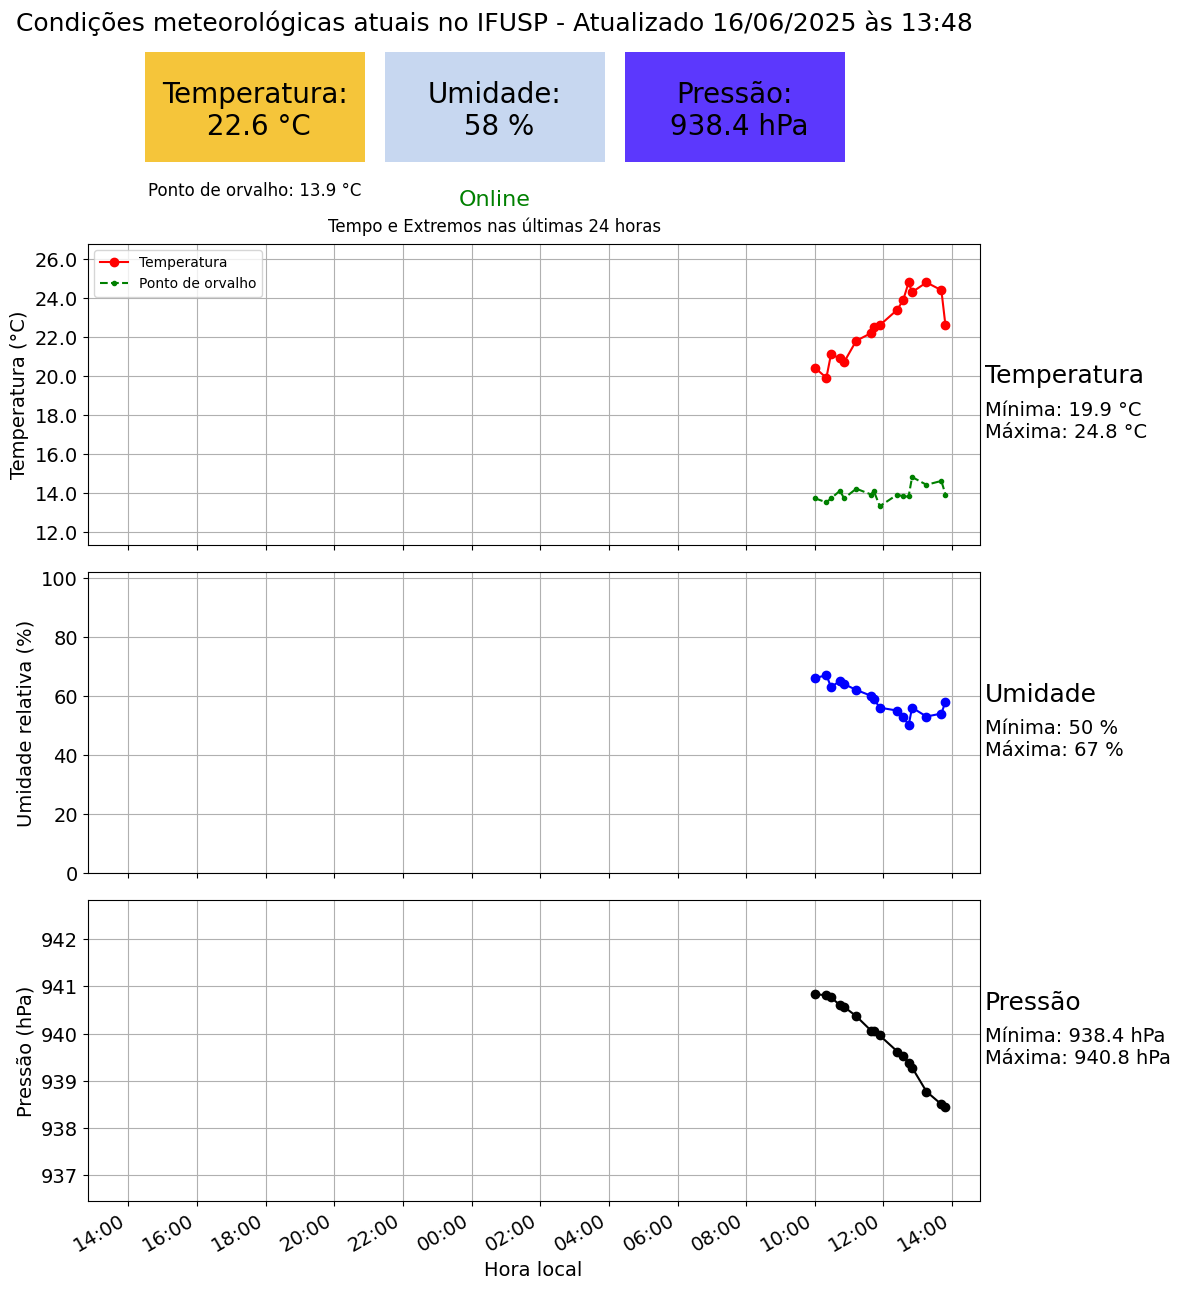 Condições meteorológicas atuais no IFUSP - Atualizado 16/06/2025 às 13:48
Temperatura:
22.6 °C
Umidade:
58 %
Pressão:
938.4 hPa
Ponto de orvalho: 13.9 °C
Online
Tempo e Extremos nas últimas 24 horas
Temperatura
Ponto de orvalho
Temperatura (°C)
26.0
24.0
22.0
20.0
18.0
16.0
14.0
12.0
Temperatura
Mínima: 19.9 °C
Máxima: 24.8 °C
Umidade relativa (%)
100
80
60
40
20
0
Umidade
Mínima: 50 %
Máxima: 67 %
Pressão (hPa)
942
941
940
939
938
937
Pressão
Mínima: 938.4 hPa
Máxima: 940.8 hPa
14:00
16:00
18:00
20:00
22:00
00:00
02:00
04:00
06:00
08:00
10:00
12:00
14:00
Hora local